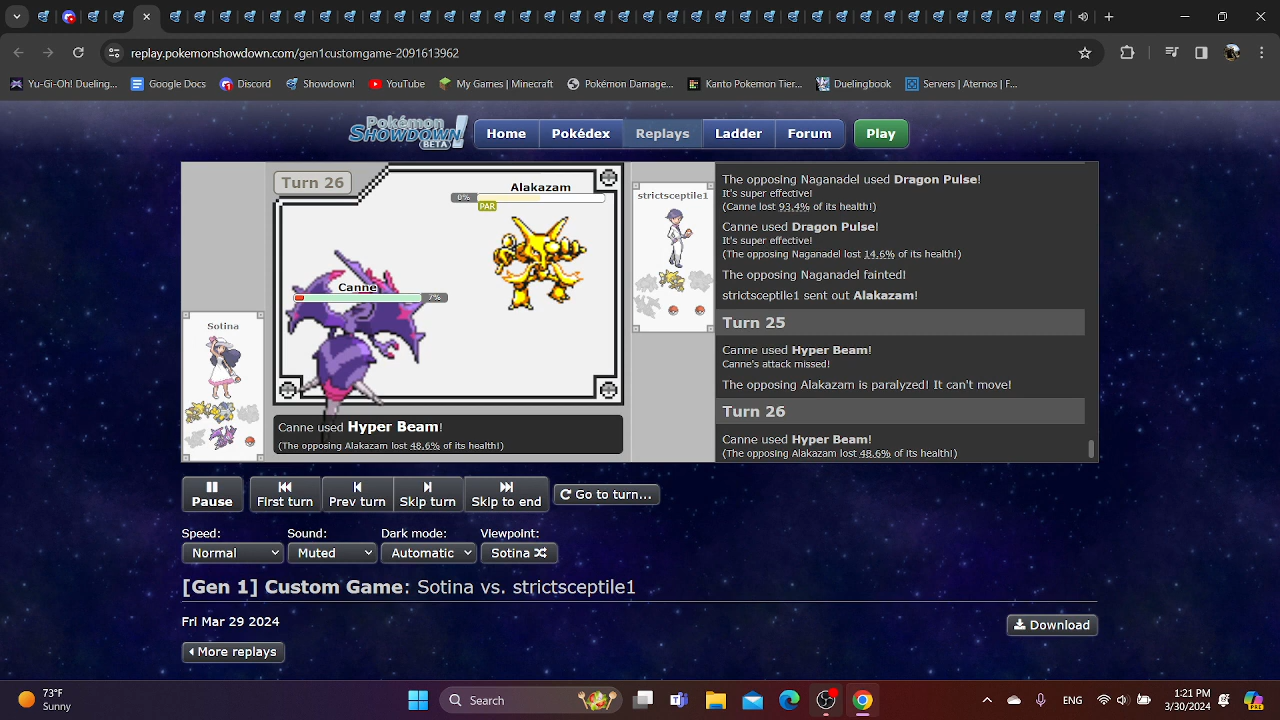 replay.pokemonshowdown.com/gen1customgame-2091613962
Yu-Gi-Oh! Dueling...
Google Docs
Discord
Showdown!
YouTube
My Games | Minecraft
Pokémon Damage...
Kanto Pokemon Tier...
Duelingbook
Servers | Aternos | F...
Pokémon
SHOWDOWN!
BETA
Home
Pokédex
Replays
Ladder
Forum
Play
Turn 26
Alakazam
0%
PAR
Canne
7%
Sotina
strictsceptile1
Canne used Hyper Beam!
(The opposing Alakazam lost 48.6% of its health!)
The opposing Naganadel used Dragon Pulse!
It's super effective!
(Canne lost 93.4% of its health!)
Canne used Dragon Pulse!
It's super effective!
(The opposing Naganadel lost 14.6% of its health!)
The opposing Naganadel fainted!
strictsceptile1 sent out Alakazam!
Turn 25
Canne used Hyper Beam!
Canne's attack missed!
The opposing Alakazam is paralyzed! It can't move!
Turn 26
Canne used Hyper Beam!
(The opposing Alakazam lost 48.6% of its health!)
Pause
First turn
Prev turn
Skip turn
Skip to end
Go to turn...
Speed:
Sound:
Dark mode:
Viewpoint:
Normal
Muted
Automatic
Sotina
[Gen 1] Custom Game: Sotina vs. strictsceptile1
Fri Mar 29 2024
Download
More replays
73°F
Sunny
Search
ENG
1:21 PM
3/30/2024
PRE